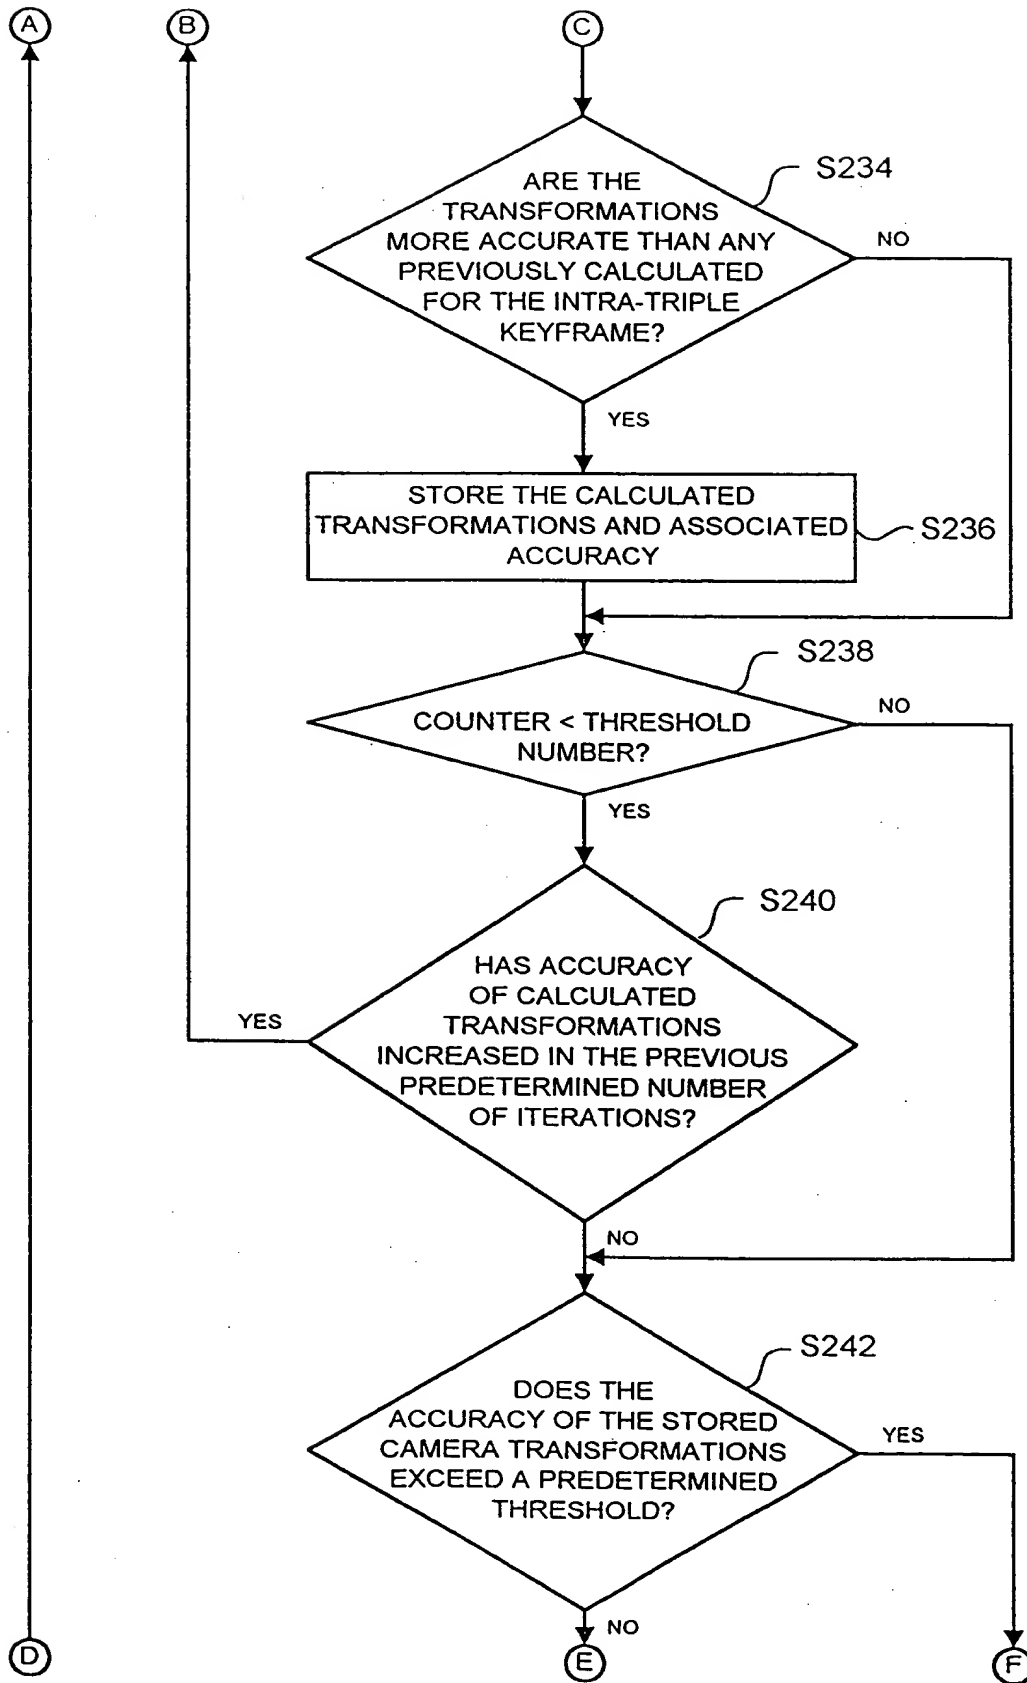 A
B
C
S234
ARE THE
TRANSFORMATIONS
MORE ACCURATE THAN ANY
PREVIOUSLY CALCULATED
FOR THE INTRA-TRIPLE
KEYFRAME?
NO
YES
STORE THE CALCULATED
TRANSFORMATIONS AND ASSOCIATED
ACCURACY
S236
S238
COUNTER < THRESHOLD
NUMBER?
NO
YES
S240
HAS ACCURACY
OF CALCULATED
TRANSFORMATIONS
INCREASED IN THE PREVIOUS
PREDETERMINED NUMBER
OF ITERATIONS?
YES
NO
S242
DOES THE
ACCURACY OF THE STORED
CAMERA TRANSFORMATIONS
EXCEED A PREDETERMINED
THRESHOLD?
YES
NO
D
E
F